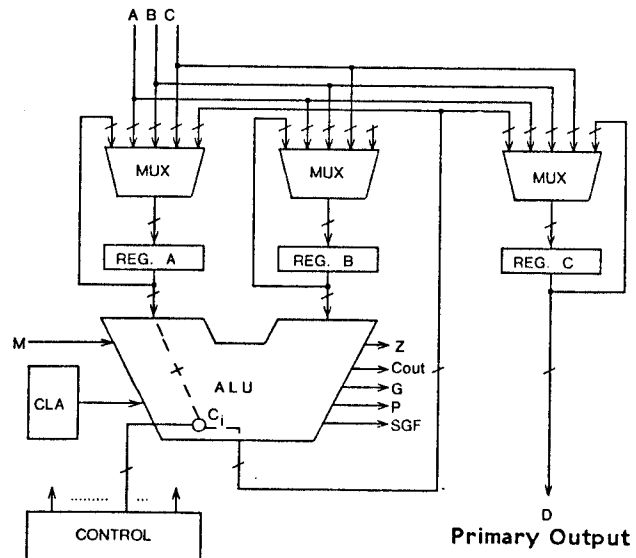 A B C
MUX
MUX
MUX
REG. A
REG. B
REG. C
M
ALU
Z
Cout
G
P
SGF
CLA
Ci
CONTROL
D
Primary Output